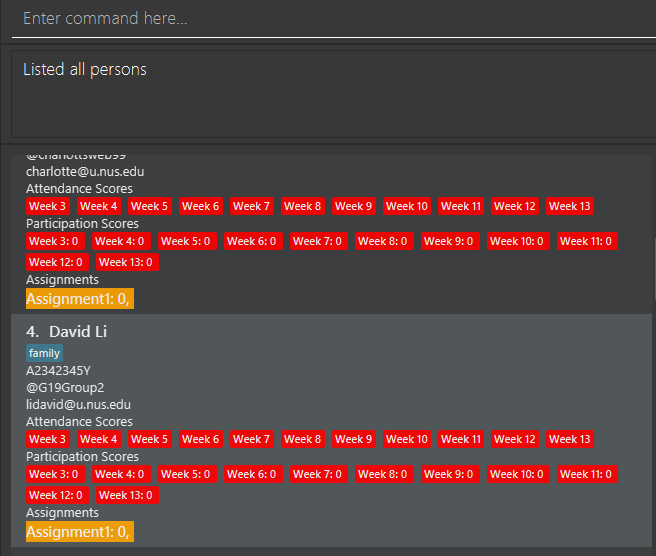 Enter command here...
Listed all persons
@charlottsweb99
charlotte@u.nus.edu
Attendance Scores
Week 3 Week 4 Week 5 Week 6 Week 7 Week 8 Week 9 Week 10 Week 11 Week 12 Week 13
Participation Scores
Week 3: 0 Week 4: 0 Week 5: 0 Week 6: 0 Week 7: 0 Week 8: 0 Week 9: 0 Week 10: 0 Week 11: 0
Week 12: 0 Week 13: 0
Assignments
Assignment1: 0,
4. David Li
family
A2342345Y
@G19Group2
lidavid@u.nus.edu
Attendance Scores
Week 3 Week 4 Week 5 Week 6 Week 7 Week 8 Week 9 Week 10 Week 11 Week 12 Week 13
Participation Scores
Week 3: 0 Week 4: 0 Week 5: 0 Week 6: 0 Week 7: 0 Week 8: 0 Week 9: 0 Week 10: 0 Week 11: 0
Week 12: 0 Week 13: 0
Assignments
Assignment1: 0,